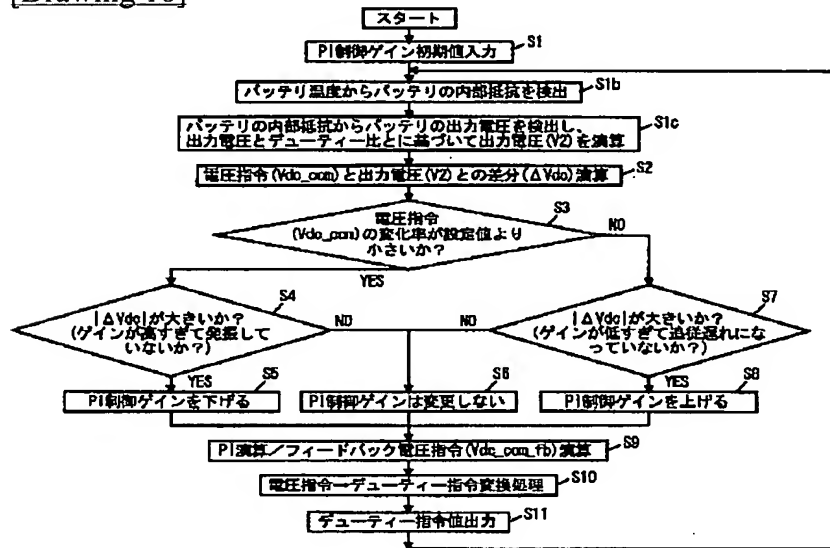 スタート
PI制御ゲイン初期値入力
S1
バッテリ温度からバッテリの内部抵抗を検出
S1b
バッテリの内部抵抗からバッテリの出力電圧を検出し、
出力電圧とデューティー比とに基づいて出力電圧(V2)を演算
S1c
電圧指令(Vdc_com)と出力電圧(V2)との差分(ΔVdc)演算
S2
電圧指令
(Vdc_com)の変化率が設定値より
小さいか?
S3
NO
YES
|ΔVdc|が大きいか?
(ゲインが高すぎて発振して
いないか?)
S4
NO
YES
NO
|ΔVdc|が大きいか?
(ゲインが低すぎて追従遅れにな
っていないか?)
S7
YES
PI制御ゲインを下げる
S5
PI制御ゲインは変更しない
S6
PI制御ゲインを上げる
S8
PI演算/フィードバック電圧指令(Vdc_com_fb)演算
S9
電圧指令→デューティー指令変換処理
S10
デューティー指令値出力
S11